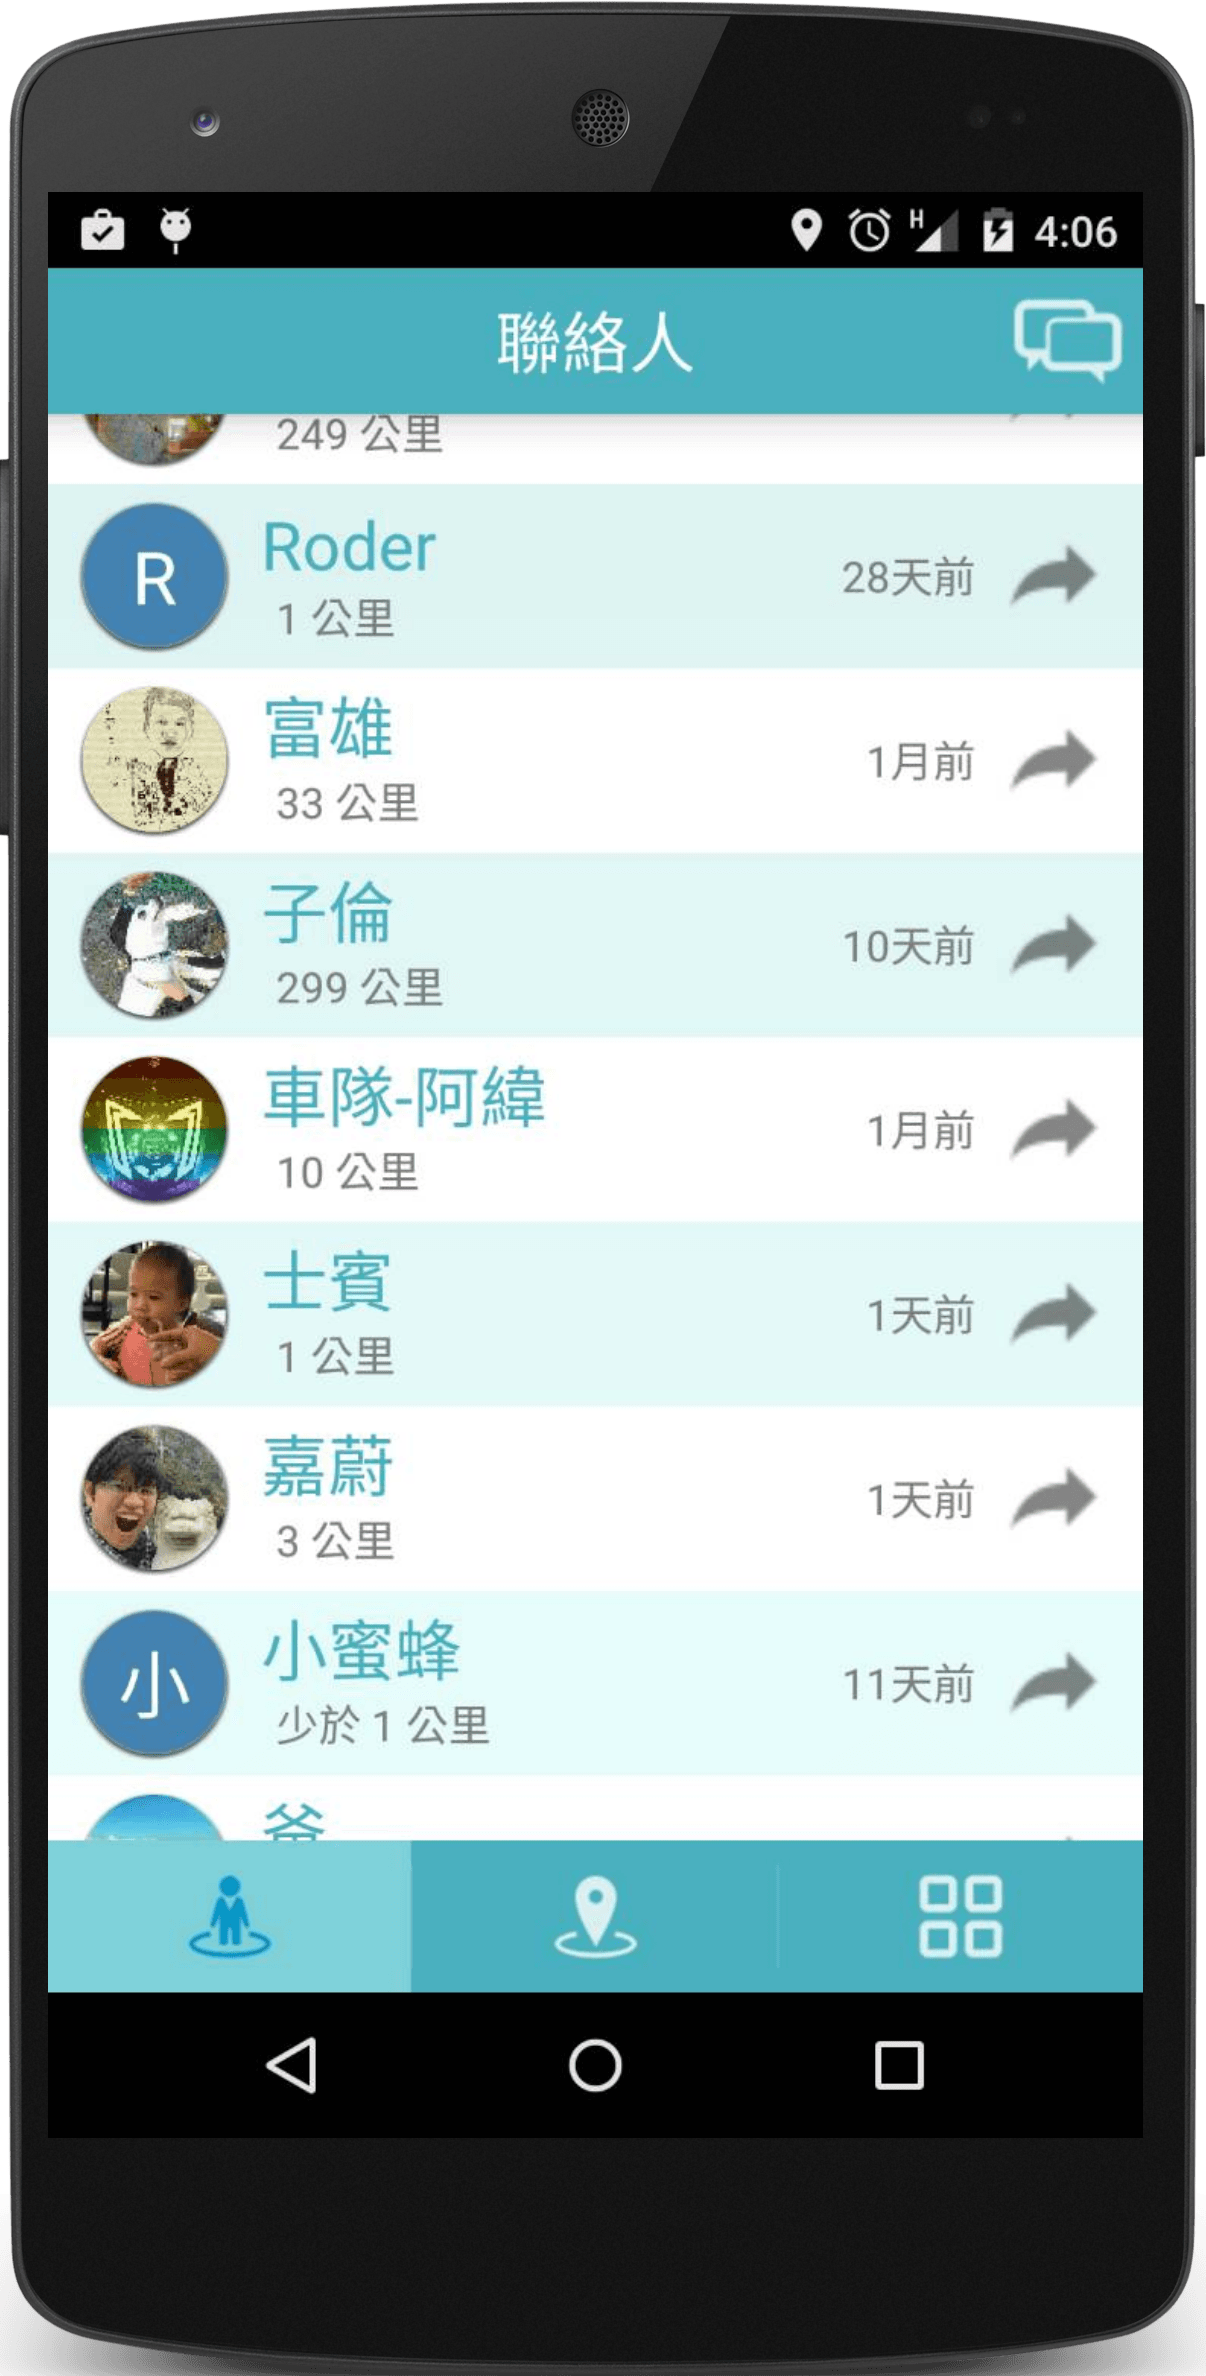 H 4:06
聯絡人
249 公里
R
Roder
1 公里
28天前
富雄
33 公里
1月前
子倫
299 公里
10天前
車隊-阿緯
10 公里
1月前
士賓
1 公里
1天前
嘉蔚
3 公里
1天前
小
小蜜蜂
少於 1 公里
11天前